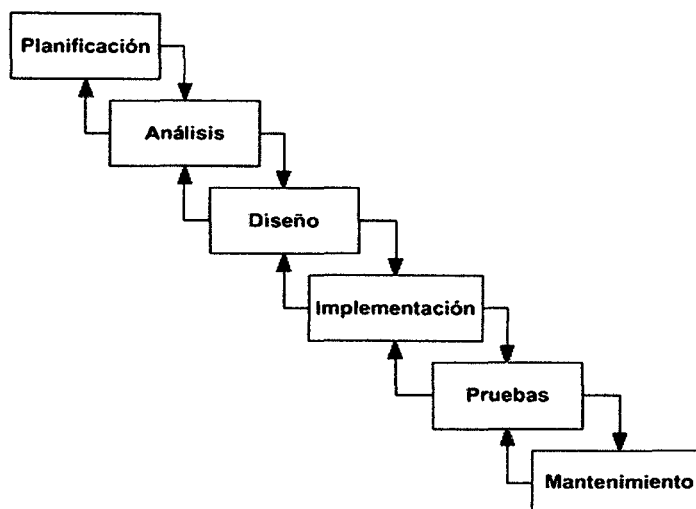 Planificación
Análisis
Diseño
Implementación
Pruebas
Mantenimiento